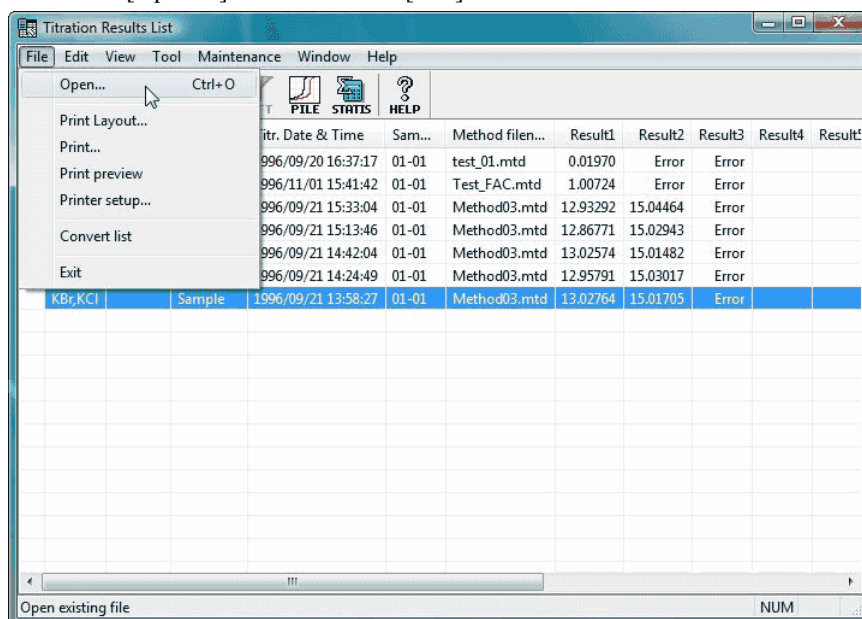 Titration Results List
File Edit View Tool Maintenance Window Help
Open... Ctrl+O
Print Layout...
Print...
Print preview
Printer setup...
Convert list
Exit
PILE STATIS HELP
Titr. Date & Time Sam... Method filen... Result1 Result2 Result3 Result4 Result5
996/09/20 16:37:17 01-01 test_01.mtd 0.01970 Error Error
996/11/01 15:41:42 01-01 Test_FAC.mtd 1.00724 Error Error
996/09/21 15:33:04 01-01 Method03.mtd 12.93292 15.04464 Error
996/09/21 15:13:46 01-01 Method03.mtd 12.86771 15.02943 Error
996/09/21 14:42:04 01-01 Method03.mtd 13.02574 15.01482 Error
996/09/21 14:24:49 01-01 Method03.mtd 12.95791 15.03017 Error
KBr,KCl Sample 1996/09/21 13:58:27 01-01 Method03.mtd 13.02764 15.01705 Error
Open existing file NUM